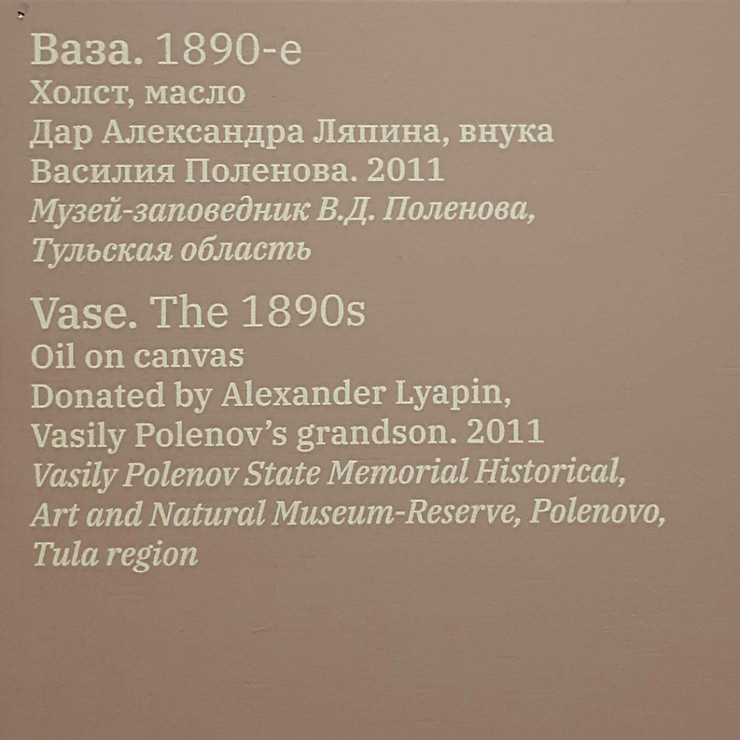 Ваза. 1890-е
Холст, масло
Дар Александра Ляпина, внука
Василия Поленова. 2011
Музей-заповедник В.Д. Поленова,
Тульская область
Vase. The 1890s
Oil on canvas
Donated by Alexander Lyapin,
Vasily Polenov’s grandson. 2011
Vasily Polenov State Memorial Historical,
Art and Natural Museum-Reserve, Polenovo,
Tula region